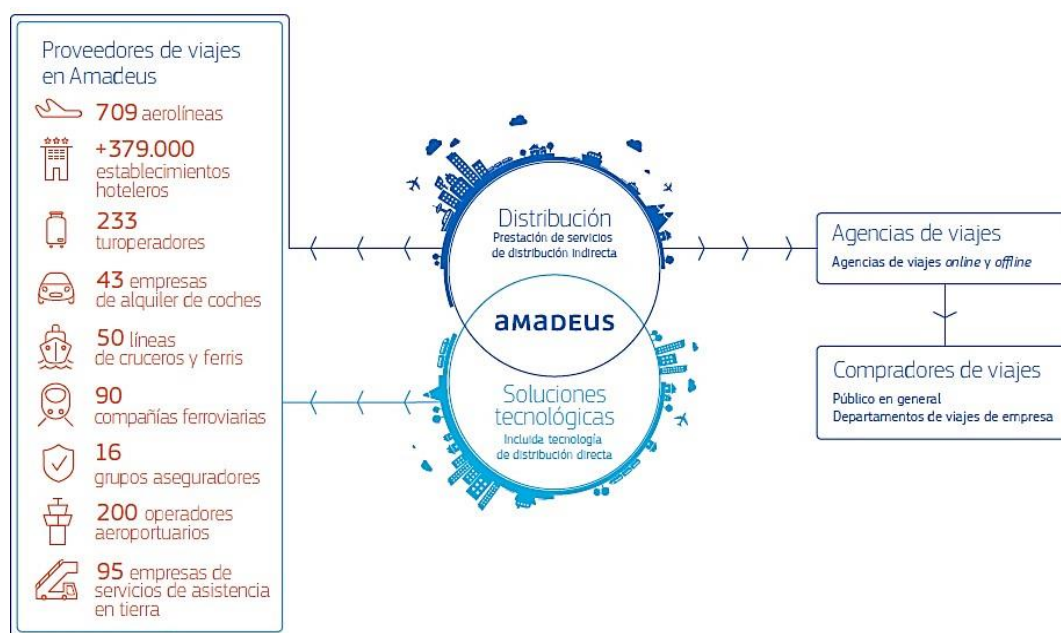 Proveedores de viajes
en Amadeus
709 aerolíneas
+379.000
establecimientos
hoteleros
233
turoperadores
43 empresas
de alquiler de coches
50 líneas
de cruceros y ferris
90
compañías ferroviarias
16
grupos aseguradores
200 operadores
aeroportuarios
95 empresas de
servicios de asistencia
en tierra
Distribución
Prestación de servicios
de distribución indirecta
amadeus
Soluciones
tecnológicas
Incluida tecnología
de distribución directa
Agencias de viajes
Agencias de viajes online y offline
Compradores de viajes
Público en general
Departamentos de viajes de empresa